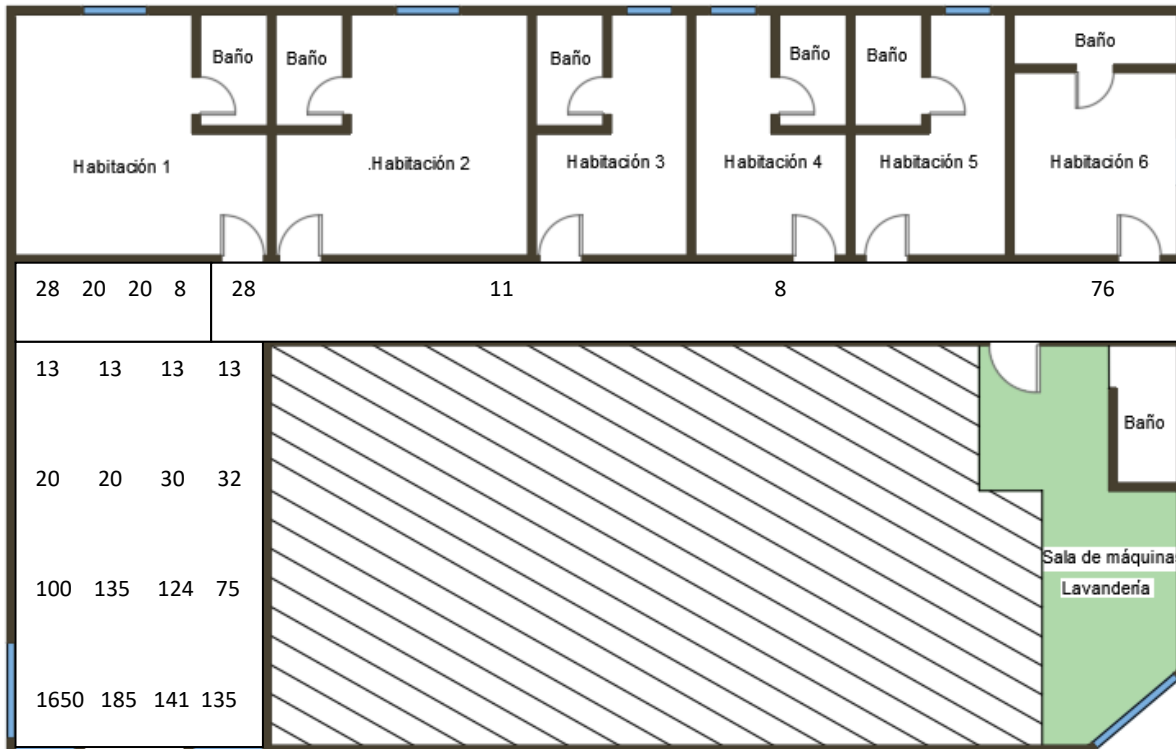 Baño Baño Baño Baño Baño Baño
Habitación 1 .Habitación 2 Habitación 3 Habitación 4 Habitación 5 Habitación 6
28 20 20 8 28 11 8 76
13 13 13 13
Baño
20 20 30 32
Sala de máquinas
100 135 124 75 Lavandería
1650 185 141 135